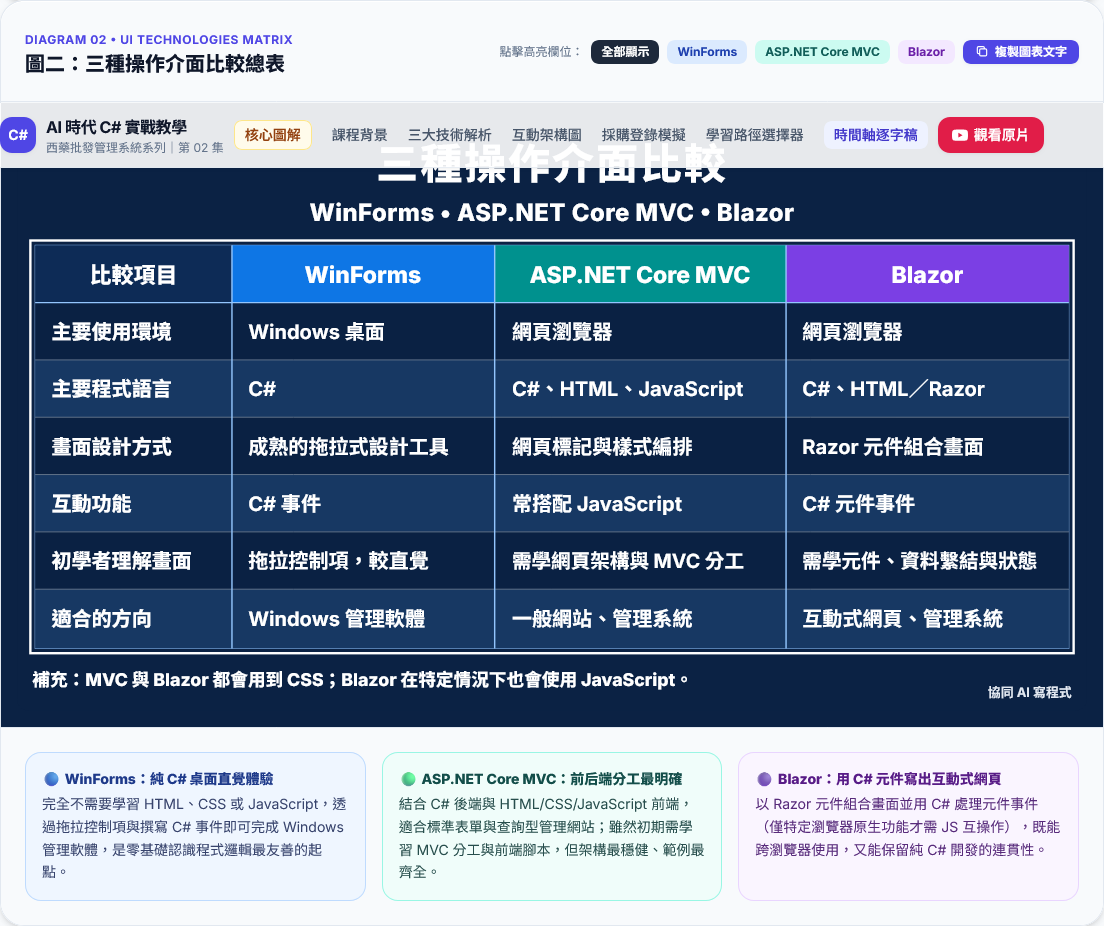 DIAGRAM 02 • UI TECHNOLOGIES MATRIX
圖二：三種操作介面比較總表
點擊高亮欄位：
全部顯示
WinForms
ASP.NET Core MVC
Blazor
複製圖表文字
C#
AI 時代 C# 實戰教學
西藥批發管理系統系列｜第 02 集
核心圖解
課程背景
三大技術解析
互動架構圖
採購登錄模擬
學習路徑選擇器
時間軸逐字稿
觀看原片
三種操作介面比較
WinForms • ASP.NET Core MVC • Blazor
比較項目 WinForms ASP.NET Core MVC Blazor
主要使用環境 Windows 桌面 網頁瀏覽器 網頁瀏覽器
主要程式語言 C# C#、HTML、JavaScript C#、HTML／Razor
畫面設計方式 成熟的拖拉式設計工具 網頁標記與樣式編排 Razor 元件組合畫面
互動功能 C# 事件 常搭配 JavaScript C# 元件事件
初學者理解畫面 拖拉控制項，較直覺 需學網頁架構與 MVC 分工 需學元件、資料繫結與狀態
適合的方向 Windows 管理軟體 一般網站、管理系統 互動式網頁、管理系統
補充：MVC 與 Blazor 都會用到 CSS；Blazor 在特定情況下也會使用 JavaScript。
協同 AI 寫程式
WinForms：純 C# 桌面直覺體驗
完全不需要學習 HTML、CSS 或 JavaScript，透
過拖拉控制項與撰寫 C# 事件即可完成 Windows
管理軟體，是零基礎認識程式邏輯最友善的起
點。
ASP.NET Core MVC：前后端分工最明確
結合 C# 後端與 HTML/CSS/JavaScript 前端，
適合標準表單與查詢型管理網站；雖然初期需學
習 MVC 分工與前端腳本，但架構最穩健、範例最
齊全。
Blazor：用 C# 元件寫出互動式網頁
以 Razor 元件組合畫面並用 C# 處理元件事件
（僅特定瀏覽器原生功能才需 JS 互操作），既能
跨瀏覽器使用，又能保留純 C# 開發的連貫性。